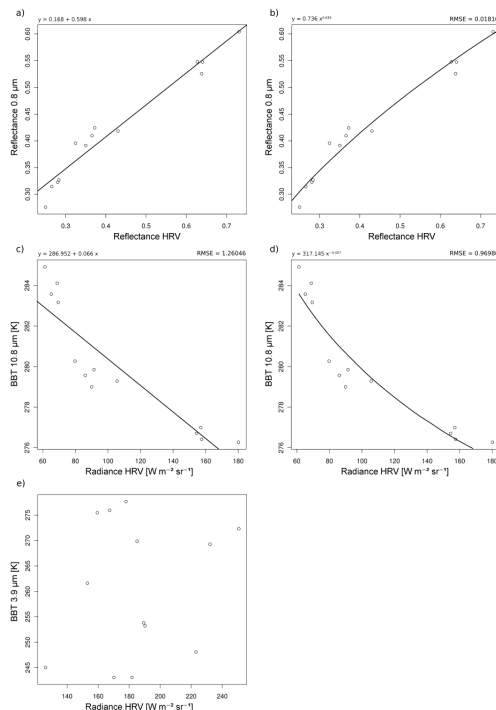 a)
y = 0.168 + 0.598 x
Reflectance 0.8 µm
0.60
0.55
0.50
0.45
0.40
0.35
0.30
0.3 0.4 0.5 0.6 0.7
Reflectance HRV
b)
RMSE = 0.01816
Reflectance 0.8 µm
0.60
0.55
0.50
0.45
0.40
0.35
0.30
0.3 0.4 0.5 0.6 0.7
Reflectance HRV
c)
y = 286.952 + 0.066 x RMSE = 1.26046
BBT 10.8 µm [K]
284
282
280
278
276
60 80 100 120 140 160 180
Radiance HRV [W m⁻² sr⁻¹]
d)
y = 317.145 x⁻⁰·⁰²⁷ RMSE = 0.96980
BBT 10.8 µm [K]
284
282
280
278
276
60 80 100 120 140 160 180
Radiance HRV [W m⁻² sr⁻¹]
e)
BBT 3.9 µm [K]
275
270
265
260
255
250
245
140 160 180 200 220 240
Radiance HRV [W m⁻² sr⁻¹]